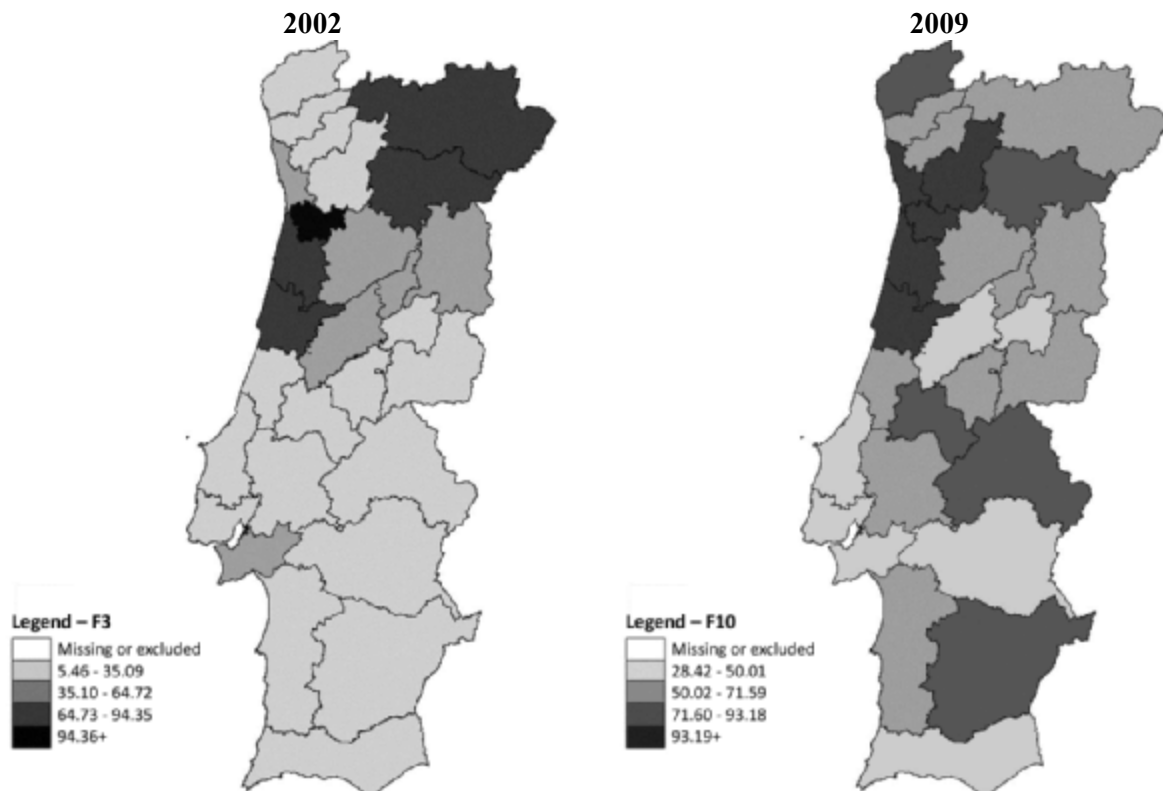 2002
2009
Legend – F3
Missing or excluded
5.46 - 35.09
35.10 - 64.72
64.73 - 94.35
94.36+
Legend – F10
Missing or excluded
28.42 - 50.01
50.02 - 71.59
71.60 - 93.18
93.19+